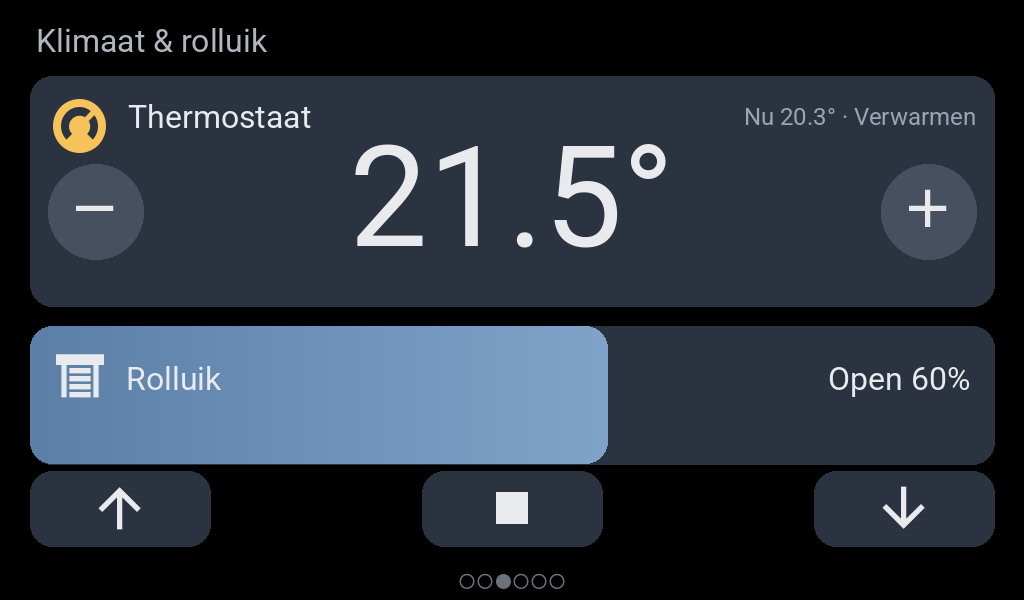 Klimaat & rolluik
Thermostaat
Nu 20.3° · Verwarmen
21.5°
Rolluik
Open 60%